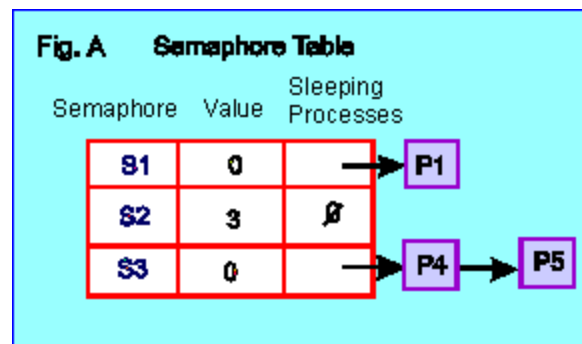 Fig. A Semaphore Table
Semaphore Value Sleeping Processes
S1 0 P1
S2 3 ∅
S3 0 P4 P5